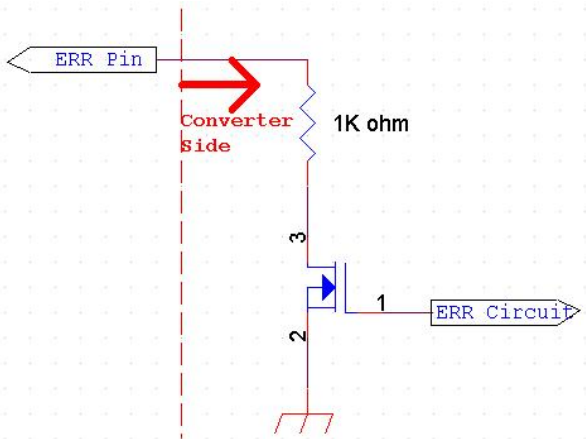 ERR Pin
Converter
Side
1K ohm
3
1
ERR Circuit
2